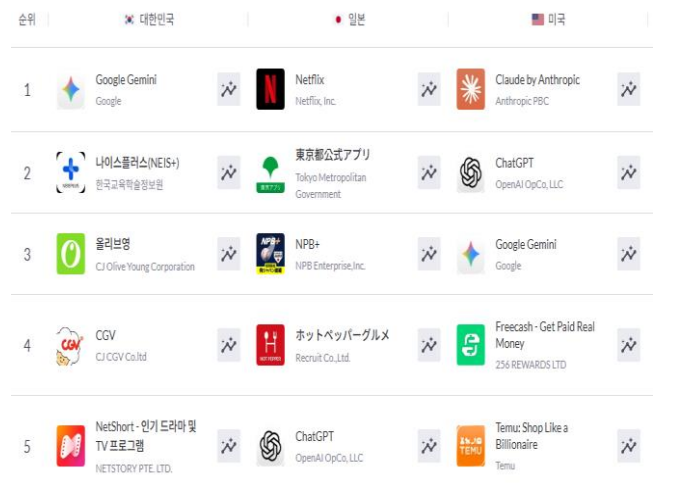 순위 대한민국 일본 미국
1
Google Gemini
Google
Netflix
Netflix, Inc.
Claude by Anthropic
Anthropic PBC
2
나이스플러스(NEIS+)
한국교육학술정보원
東京都公式アプリ
Tokyo Metropolitan
Government
ChatGPT
OpenAI OpCo, LLC
3
올리브영
CJ Olive Young Corporation
NPB+
NPB+
NPB Enterprise,Inc.
Google Gemini
Google
4
CGV
CGV
CJ CGV Co.ltd
HOT PEPPER
ホットペッパーグルメ
Recruit Co.,Ltd.
Freecash - Get Paid Real
Money
256 REWARDS LTD
5
NetShort - 인기 드라마 및
TV 프로그램
NETSTORY PTE. LTD.
ChatGPT
OpenAI OpCo, LLC
TEMU
Temu: Shop Like a
Billionaire
Temu